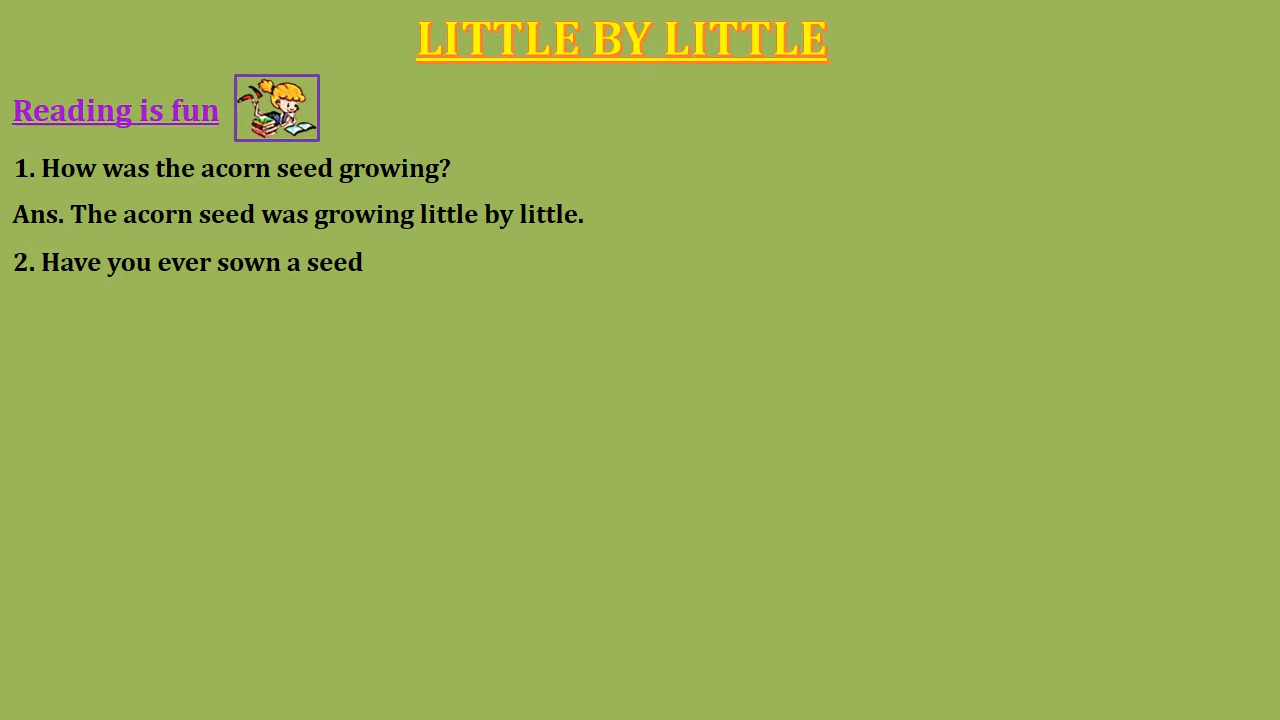 LITTLE BY LITTLE
Reading is fun
1. How was the acorn seed growing?
Ans. The acorn seed was growing little by little.
2. Have you ever sown a seed